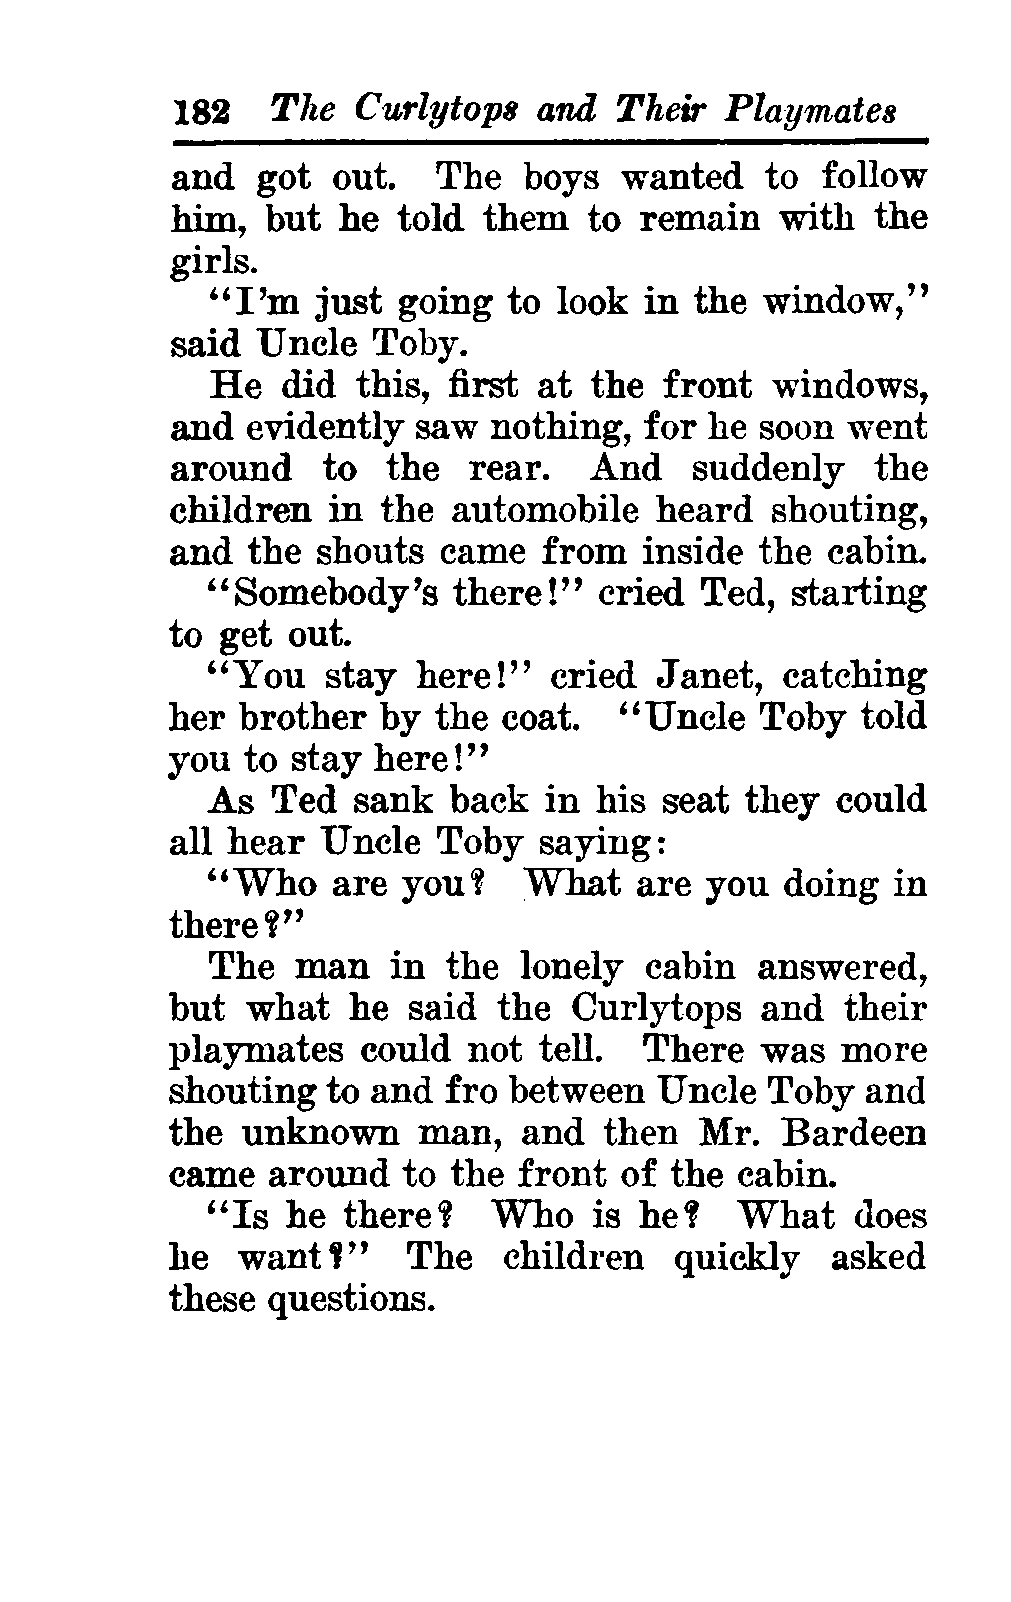 182 The Curlytops and Their Playmates
and got out. The boys wanted to follow
him, but he told them to remain with the
girls.
"I'm just going to look in the window,"
said Uncle Toby.
He did this, first at the front windows,
and evidently saw nothing, for he soon went
around to the rear. And suddenly the
children in the automobile heard shouting,
and the shouts came from inside the cabin.
"Somebody's there!" cried Ted, starting
to get out.
"You stay here!" cried Janet, catching
her brother by the coat. "Uncle Toby told
you to stay here!"
As Ted sank back in his seat they could
all hear Uncle Toby saying:
"Who are you? What are you doing in
there?"
The man in the lonely cabin answered,
but what he said the Curlytops and their
playmates could not tell. There was more
shouting to and fro between Uncle Toby and
the unknown man, and then Mr. Bardeen
came around to the front of the cabin.
"Is he there? Who is he? What does
he want?" The children quickly asked
these questions.